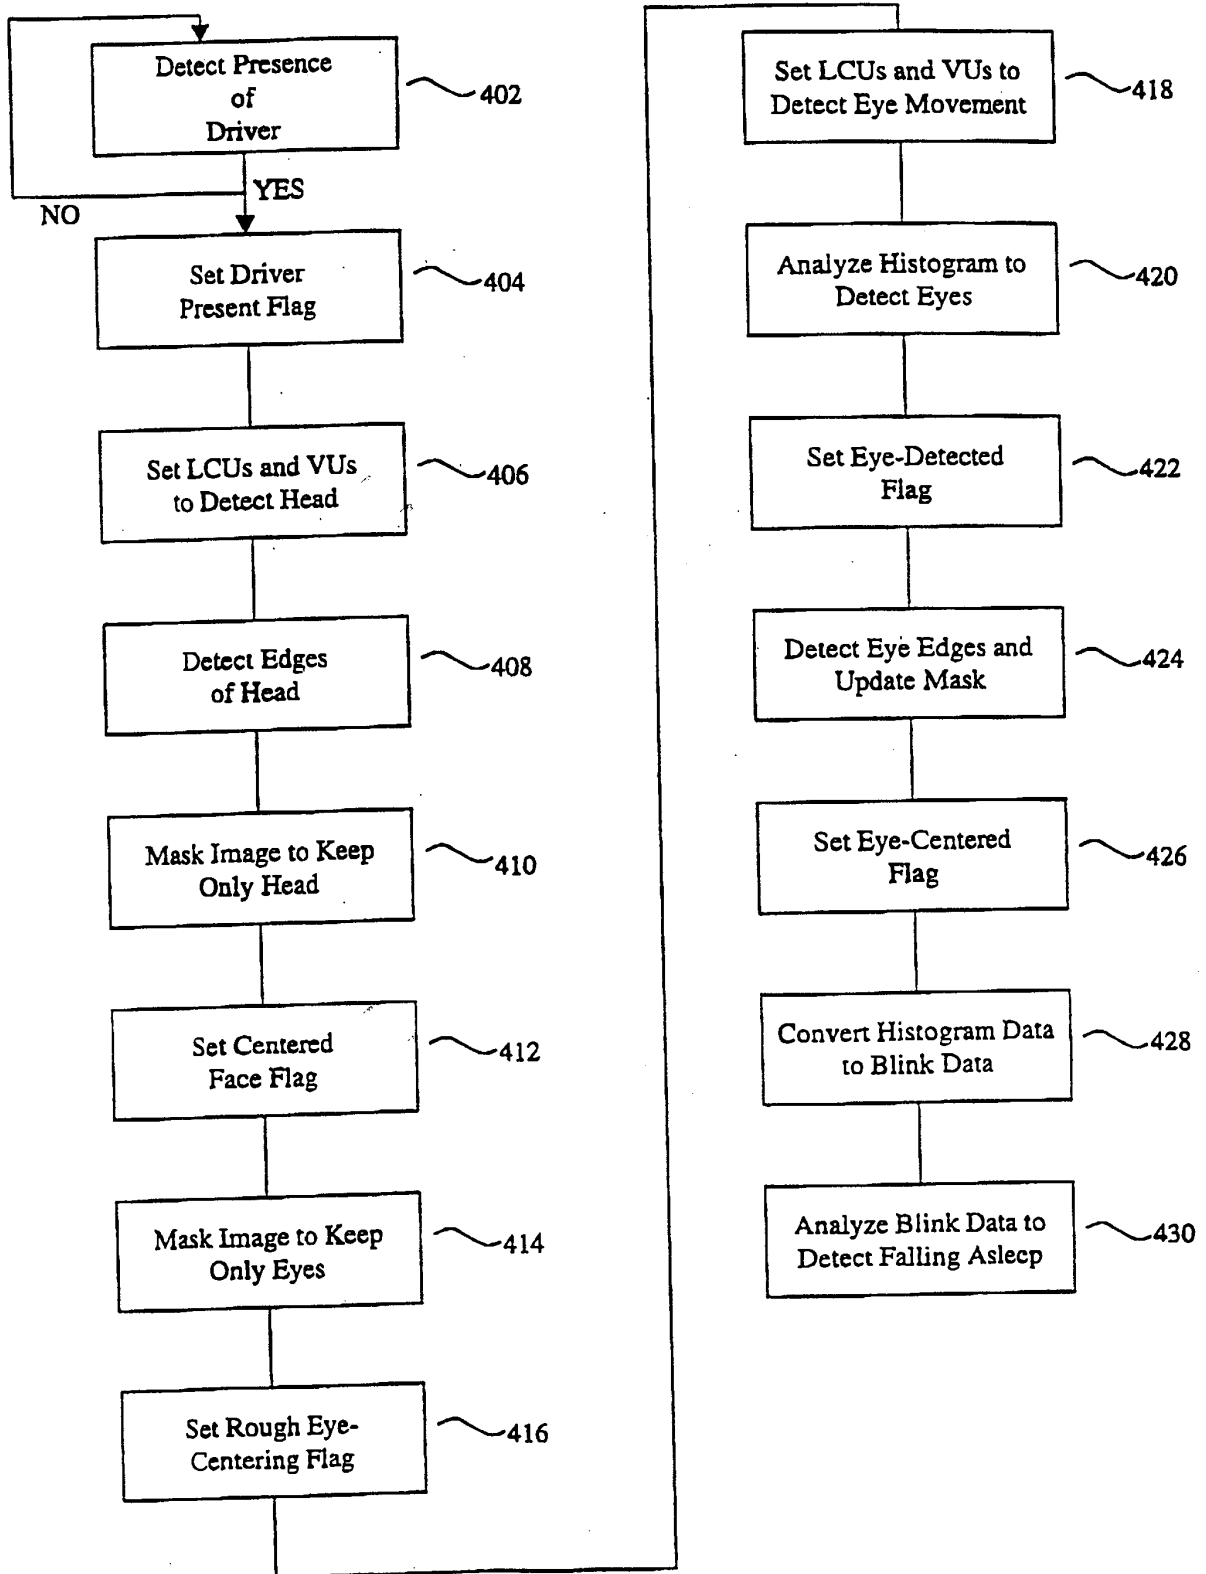 Detect Presence
of
Driver
402
YES
NO
Set Driver
Present Flag
404
Set LCUs and VUs
to Detect Head
406
Detect Edges
of Head
408
Mask Image to Keep
Only Head
410
Set Centered
Face Flag
412
Mask Image to Keep
Only Eyes
414
Set Rough Eye-
Centering Flag
416
Set LCUs and VUs to
Detect Eye Movement
418
Analyze Histogram to
Detect Eyes
420
Set Eye-Detected
Flag
422
Detect Eye Edges and
Update Mask
424
Set Eye-Centered
Flag
426
Convert Histogram Data
to Blink Data
428
Analyze Blink Data to
Detect Falling Asleep
430